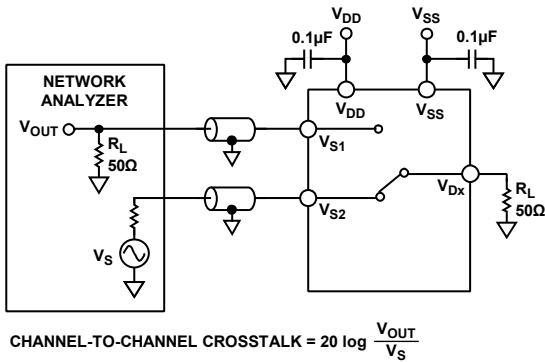 V_DD V_SS
0.1µF 0.1µF
NETWORK
ANALYZER
V_DD V_SS
V_OUT
R_L
50Ω
V_S1
V_Dx
R_L
50Ω
V_S2
V_S
CHANNEL-TO-CHANNEL CROSSTALK = 20 log V_OUT / V_S